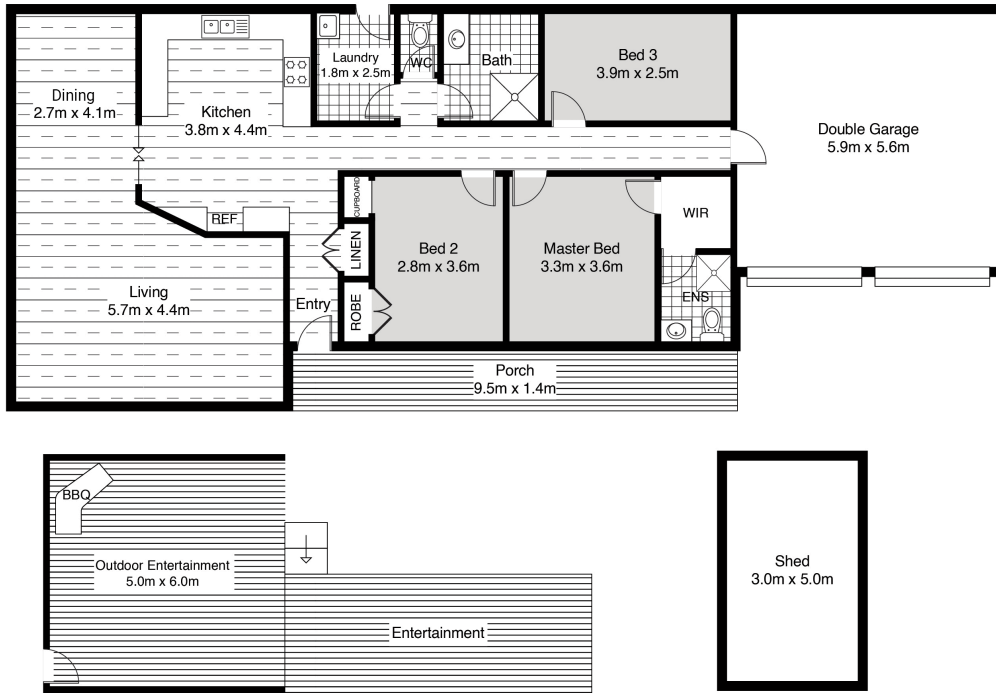 Dining
2.7m x 4.1m
Kitchen
3.8m x 4.4m
Laundry
1.8m x 2.5m
WC
Bath
Bed 3
3.9m x 2.5m
Double Garage
5.9m x 5.6m
REF
CUPBOARD
LINEN
ROBE
Bed 2
2.8m x 3.6m
Master Bed
3.3m x 3.6m
WIR
ENS
Living
5.7m x 4.4m
Entry
Porch
9.5m x 1.4m
BBQ
Outdoor Entertainment
5.0m x 6.0m
Entertainment
Shed
3.0m x 5.0m